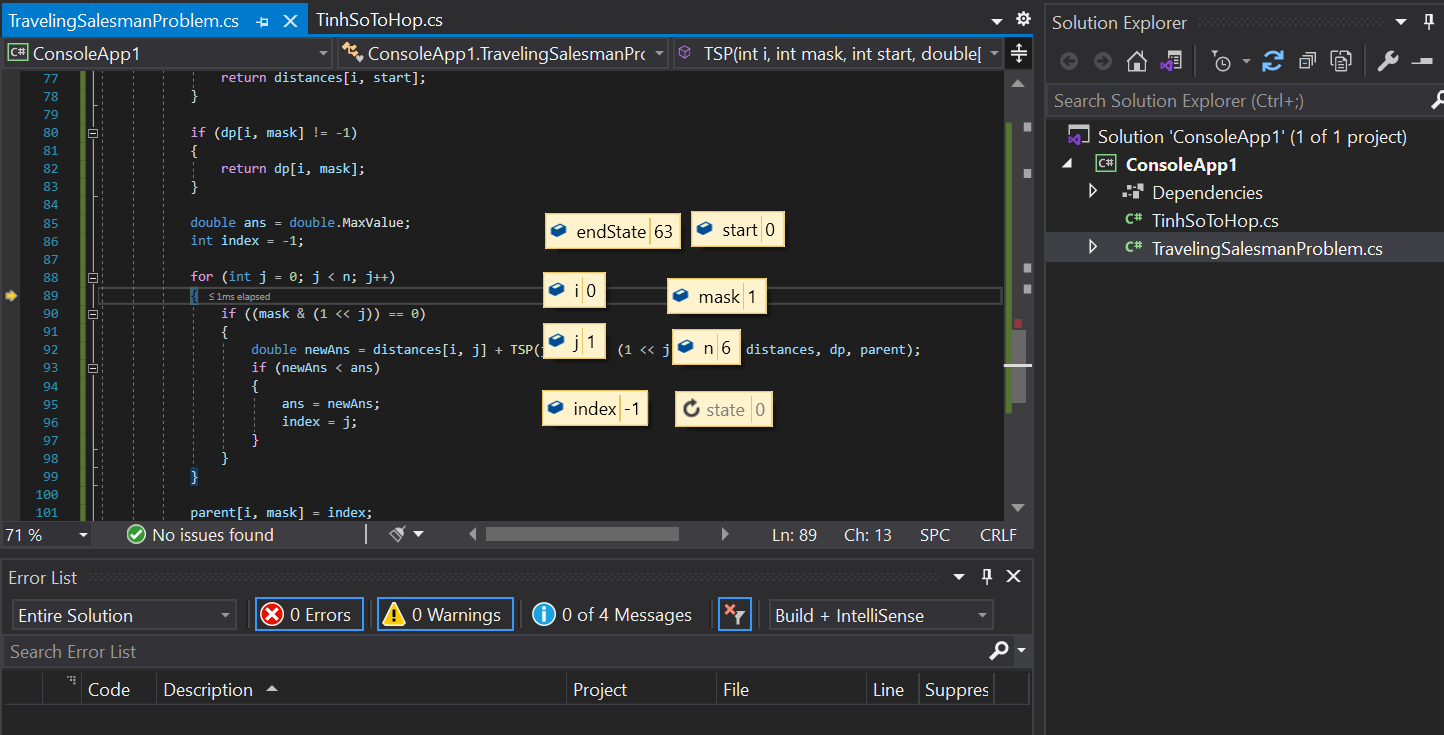 TravelingSalesmanProblem.cs
TinhSoToHop.cs
C# ConsoleApp1
ConsoleApp1.TravelingSalesmanPr
TSP(int i, int mask, int start, double[
77 return distances[i, start];
78 }
79
80 if (dp[i, mask] != -1)
81 {
82 return dp[i, mask];
83 }
84
85 double ans = double.MaxValue;
86 int index = -1;
87
88 for (int j = 0; j < n; j++)
89 { ≤ 1ms elapsed
90 if ((mask & (1 << j)) == 0)
91 {
92 double newAns = distances[i, j] + TSP( (1 << j distances, dp, parent);
93 if (newAns < ans)
94 {
95 ans = newAns;
96 index = j;
97 }
98 }
99 }
100
101 parent[i, mask] = index;
endState 63
start 0
i 0
mask 1
j 1
n 6
index -1
state 0
71 %
No issues found
Ln: 89 Ch: 13 SPC CRLF
Error List
Entire Solution
0 Errors
0 Warnings
0 of 4 Messages
Build + IntelliSense
Search Error List
Code Description Project File Line Suppres
Solution Explorer
Search Solution Explorer (Ctrl+;)
Solution 'ConsoleApp1' (1 of 1 project)
C# ConsoleApp1
Dependencies
C# TinhSoToHop.cs
C# TravelingSalesmanProblem.cs